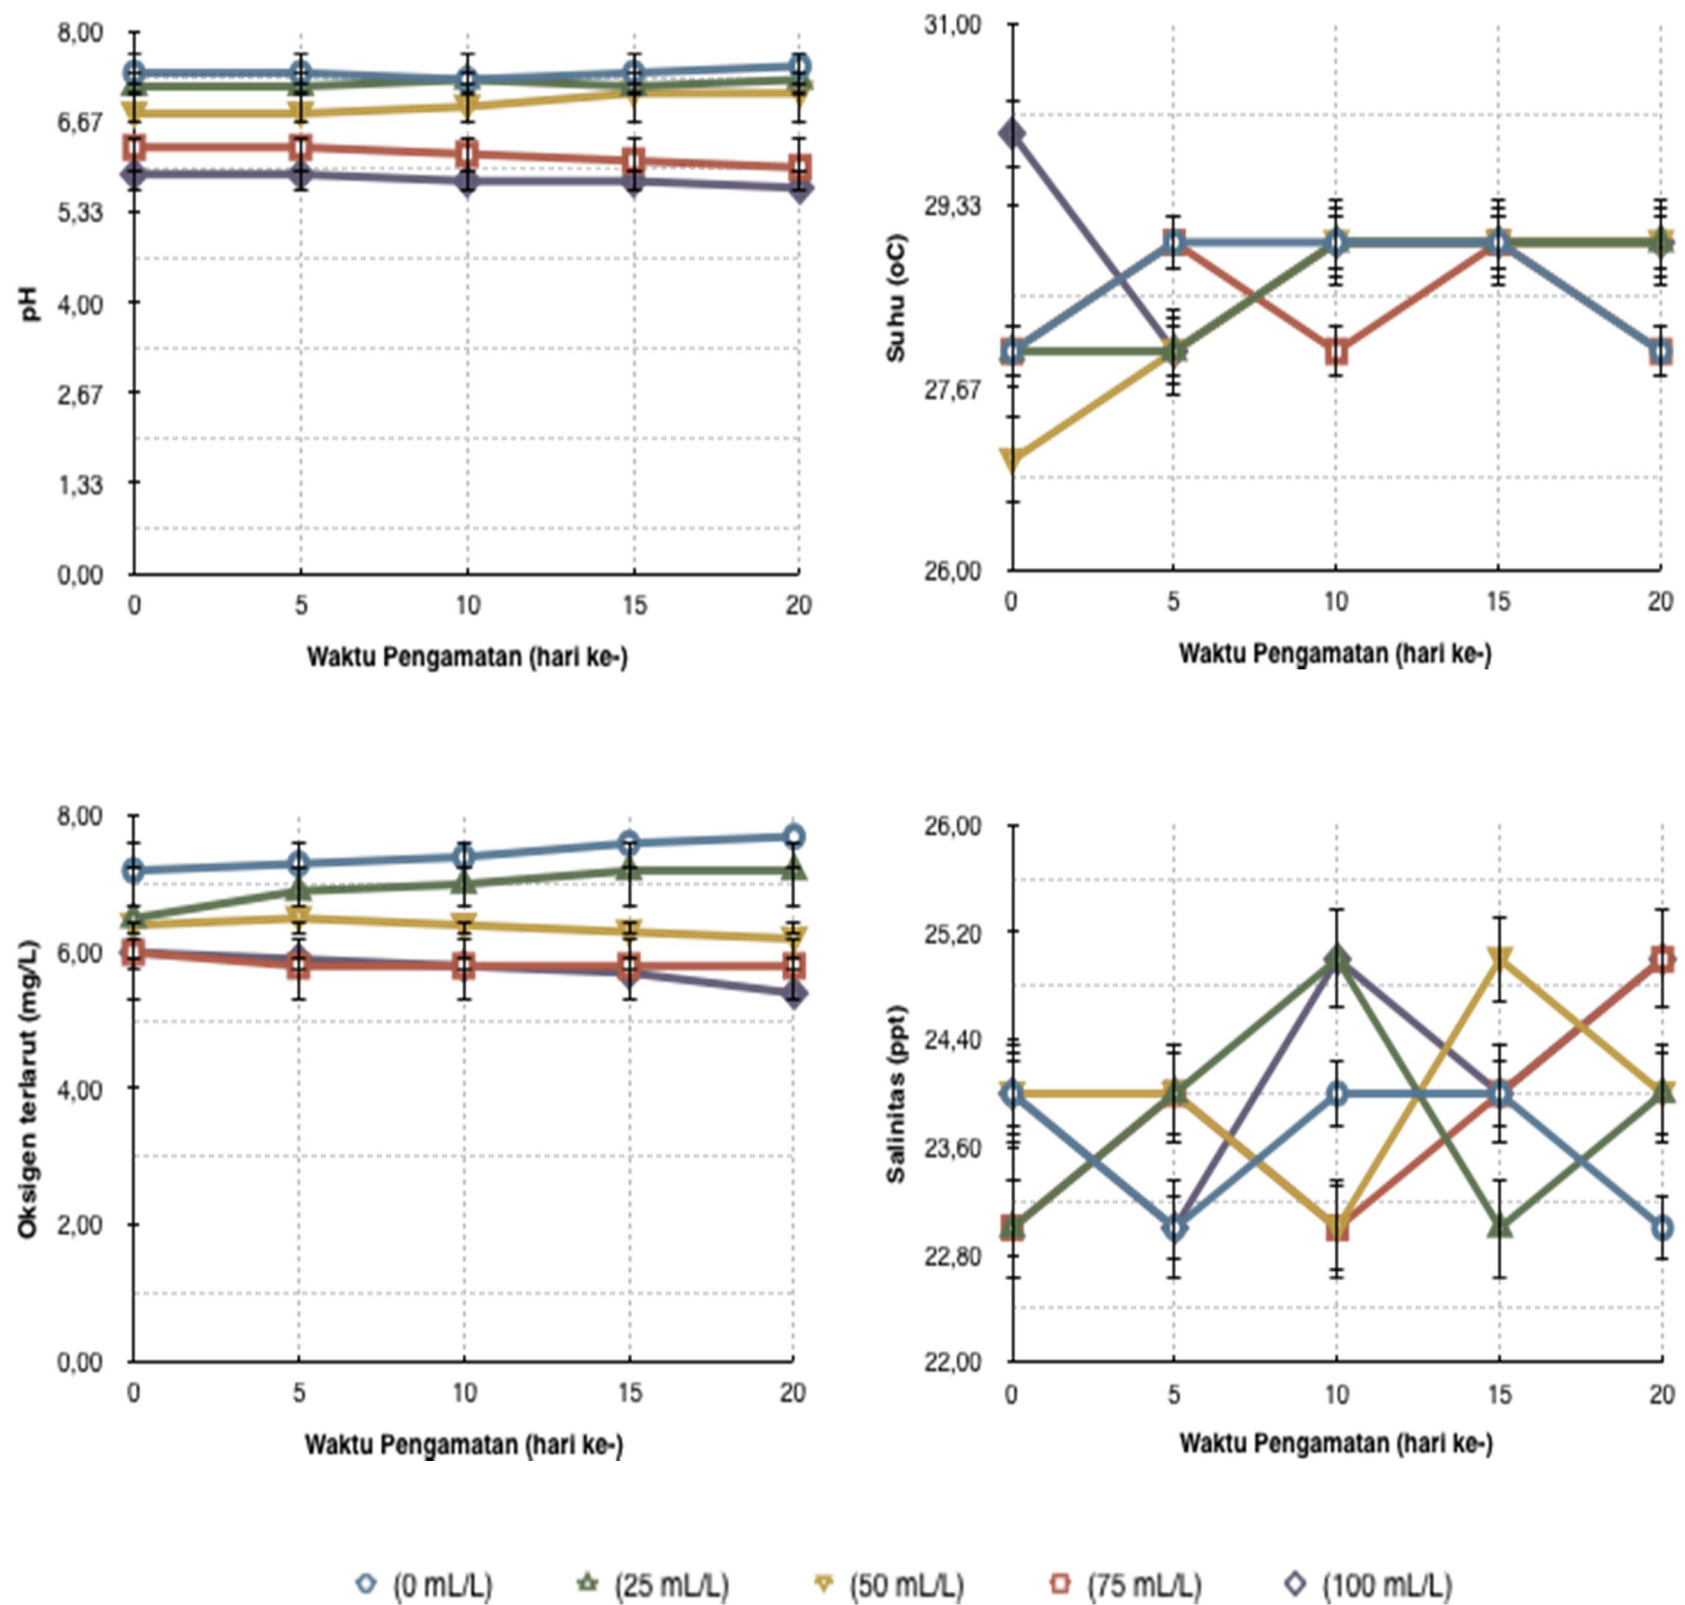 8,00
6,67
5,33
4,00
2,67
1,33
0,00
pH
0 5 10 15 20
Waktu Pengamatan (hari ke-)
31,00
29,33
27,67
26,00
Suhu (oC)
0 5 10 15 20
Waktu Pengamatan (hari ke-)
8,00
6,00
4,00
2,00
0,00
Oksigen terlarut (mg/L)
0 5 10 15 20
Waktu Pengamatan (hari ke-)
26,00
25,20
24,40
23,60
22,80
22,00
Salinitas (ppt)
0 5 10 15 20
Waktu Pengamatan (hari ke-)
(0 mL/L) (25 mL/L) (50 mL/L) (75 mL/L) (100 mL/L)